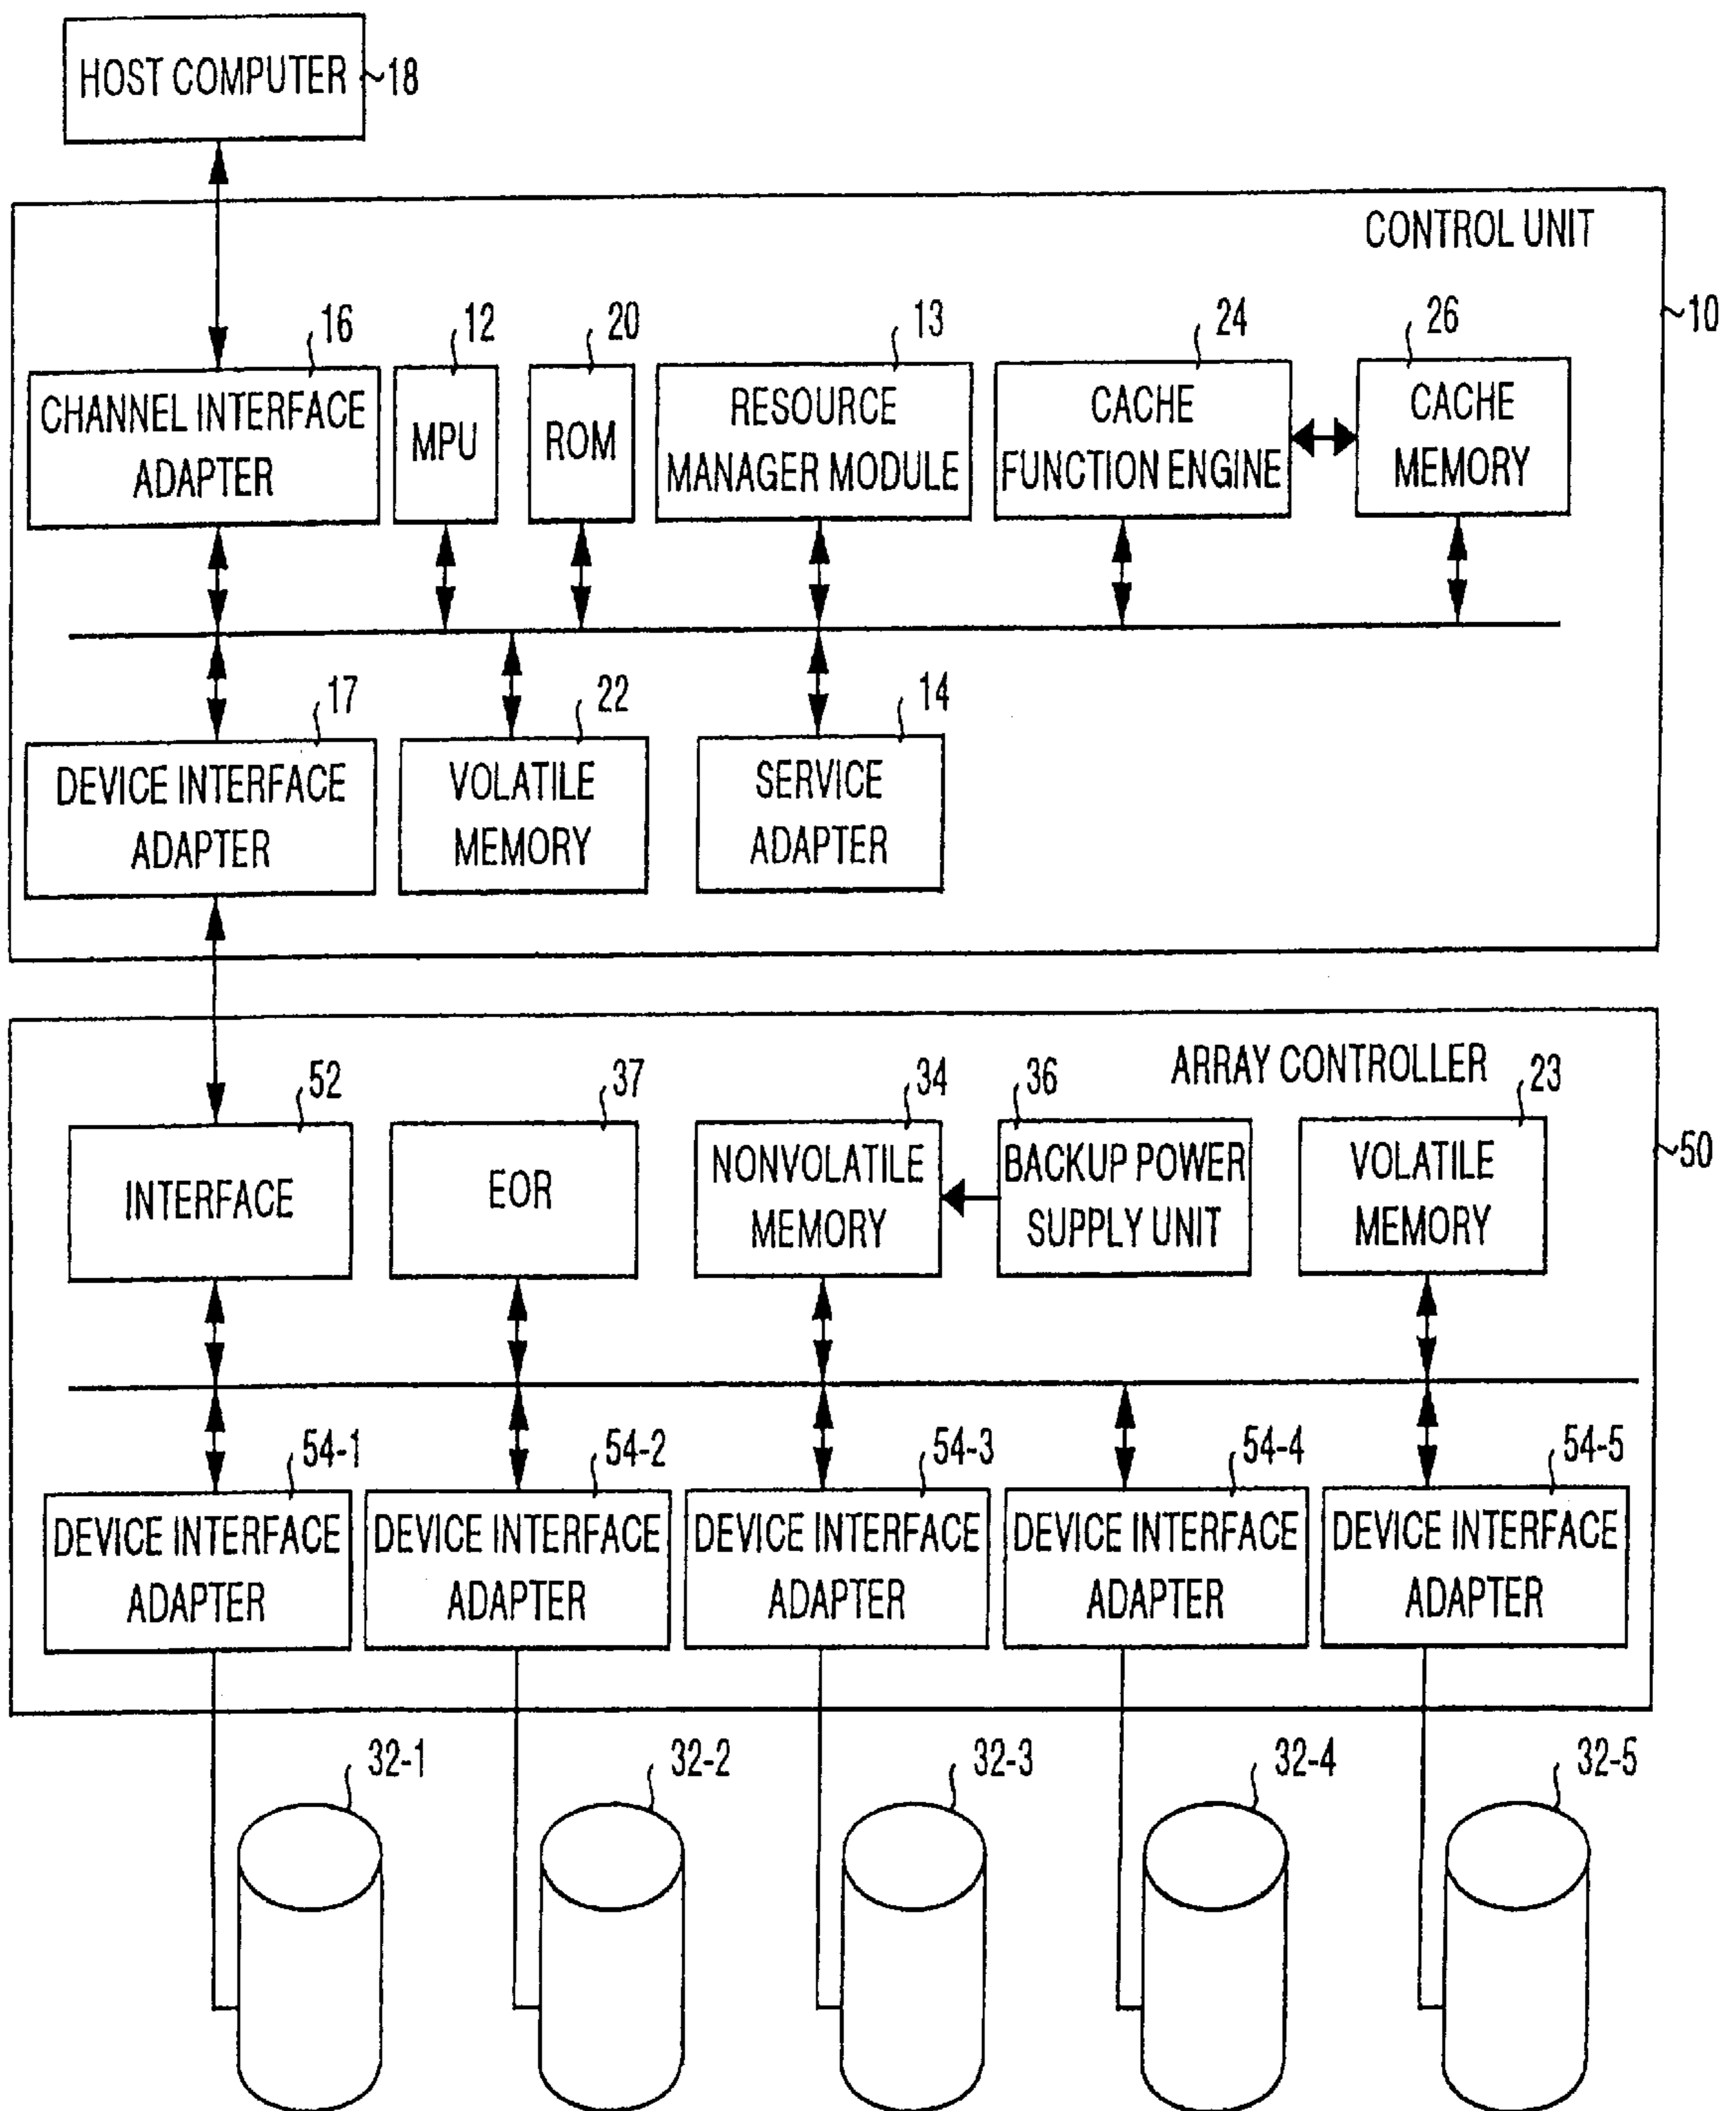 HOST COMPUTER
18
CONTROL UNIT
10
16
12
20
13
24
26
CHANNEL INTERFACE
ADAPTER
MPU
ROM
RESOURCE
MANAGER MODULE
CACHE
FUNCTION ENGINE
CACHE
MEMORY
17
22
14
DEVICE INTERFACE
ADAPTER
VOLATILE
MEMORY
SERVICE
ADAPTER
ARRAY CONTROLLER
50
52
37
34
36
23
INTERFACE
EOR
NONVOLATILE
MEMORY
BACKUP POWER
SUPPLY UNIT
VOLATILE
MEMORY
54-1
54-2
54-3
54-4
54-5
DEVICE INTERFACE
ADAPTER
DEVICE INTERFACE
ADAPTER
DEVICE INTERFACE
ADAPTER
DEVICE INTERFACE
ADAPTER
DEVICE INTERFACE
ADAPTER
32-1
32-2
32-3
32-4
32-5